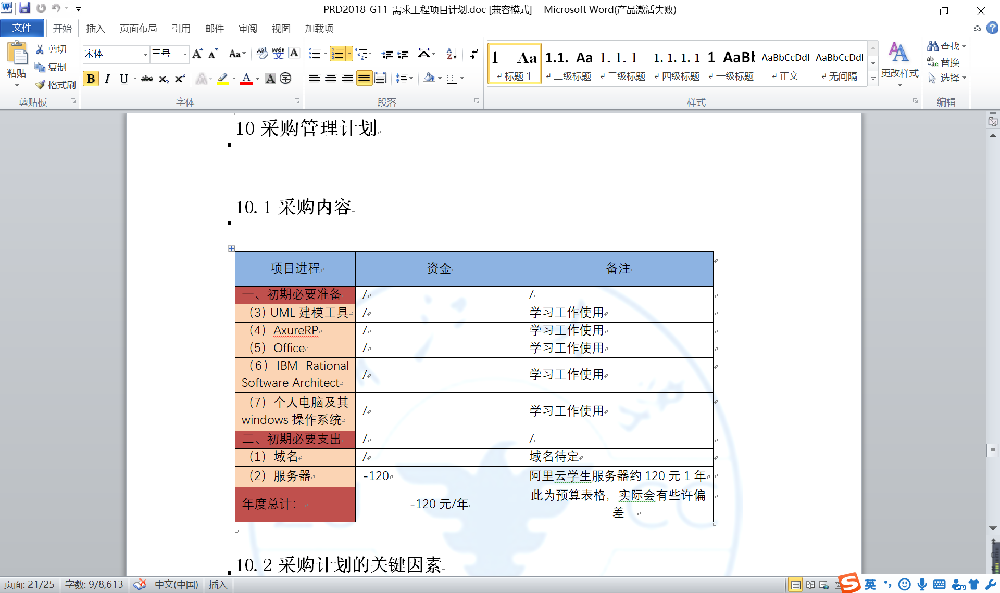 PRD2018-G11-需求工程项目计划.doc [兼容模式] - Microsoft Word(产品激活失败)
文件 开始 插入 页面布局 引用 邮件 审阅 视图 加载项
粘贴 剪切 复制 格式刷 剪贴板
宋体 三号 字体
段落
1 Aa 标题 1
1.1. Aa 二级标题
1. 1. 1 三级标题
1. 1. 1. 1 四级标题
1 AaBb 一级标题
AaBbCcDdI 正文
AaBbCcDdI 无间隔
更改样式 样式
查找 替换 选择 编辑
10 采购管理计划
10.1 采购内容
项目进程 资金 备注
一、初期必要准备 / /
（3）UML 建模工具 / 学习工作使用
（4）AxureRP / 学习工作使用
（5）Office / 学习工作使用
（6）IBM Rational
Software Architect / 学习工作使用
（7）个人电脑及其
windows 操作系统 / 学习工作使用
二、初期必要支出 / /
（1）域名 / 域名待定
（2）服务器 -120 阿里云学生服务器约 120 元 1 年
年度总计： -120 元/年 此为预算表格，实际会有些许偏
差
10.2 采购计划的关键因素
页面: 21/25 字数: 9/8,613 中文(中国) 插入 英